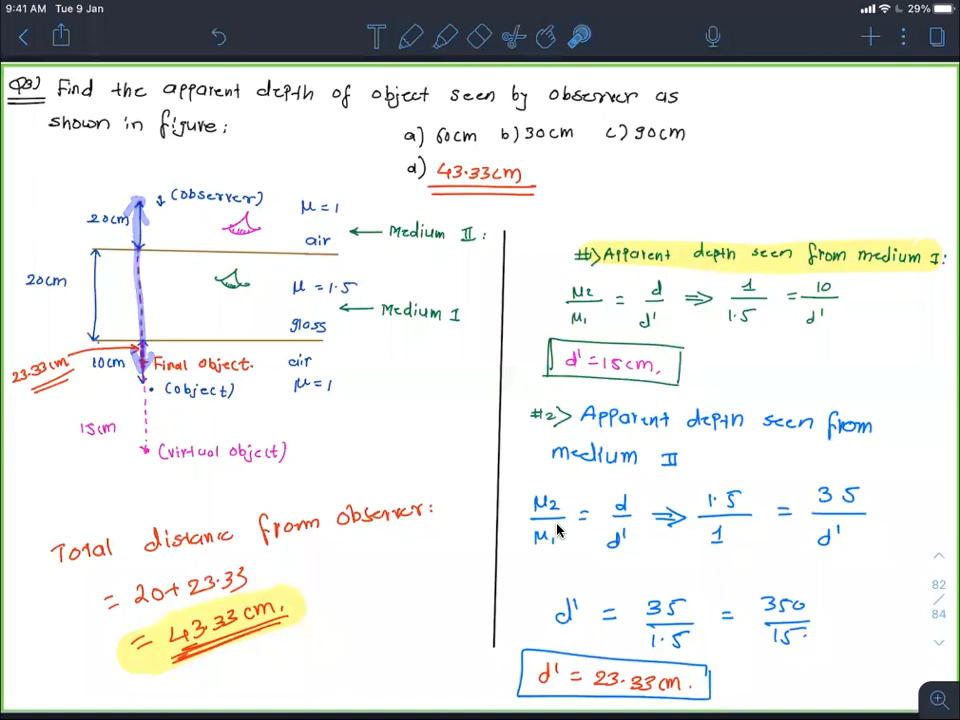 9:41 AM Tue 9 Jan
29%
Q8) Find the apparent depth of object seen by observer as
shown in figure:
a) 60cm b) 30cm c) 90cm
d) 43.33cm
(observer)
20cm
μ = 1
air
Medium II:
20cm
μ = 1.5
Medium I
glass
23.33cm
10cm
Final object.
air
(object)
μ = 1
15cm
(virtual object)
Total distance from observer:
= 20+23.33
= 43.33cm.
#1> Apparent depth seen from medium I:
μ2/μ1 = d/d' ⇒ 1/1.5 = 10/d'
d' = 15cm,
#2> Apparent depth seen from
medium II
μ2/μ1 = d/d' ⇒ 1.5/1 = 35/d'
d' = 35/1.5 = 350/15
d' = 23.33cm.
82
/
84